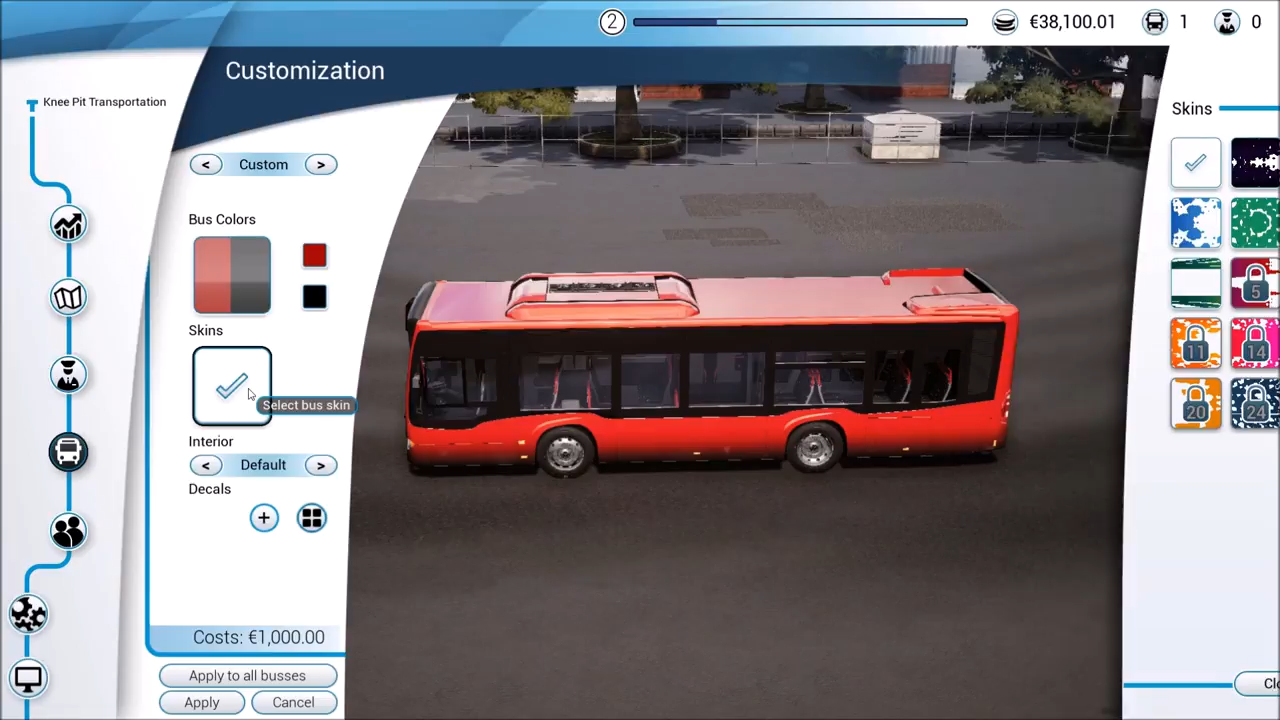 2
€38,100.01
1
0
Customization
Knee Pit Transportation
Skins
< Custom >
Bus Colors
Skins
Select bus skin
5
11
14
20
24
Interior
< Default >
Decals
+
Costs: €1,000.00
Apply to all busses
Apply
Cancel
Clo